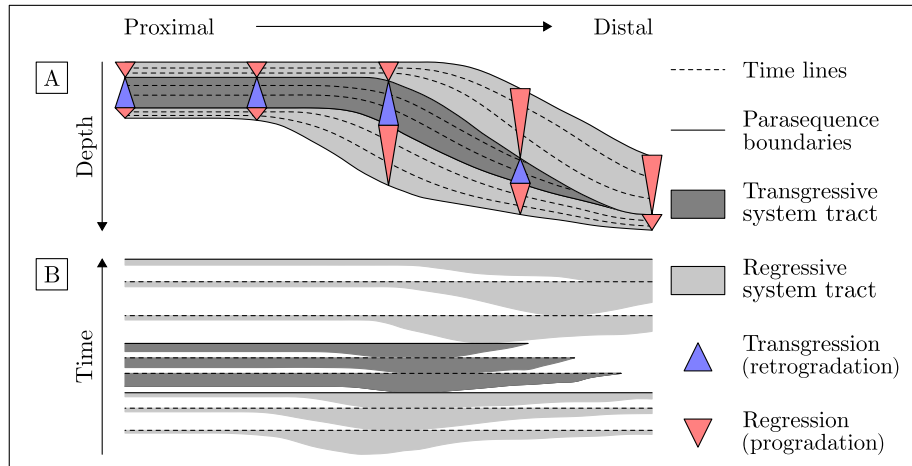 Proximal
Distal
A
Depth
Time lines
Parasequence
boundaries
Transgressive
system tract
B
Time
Regressive
system tract
Transgression
(retrogradation)
Regression
(progradation)